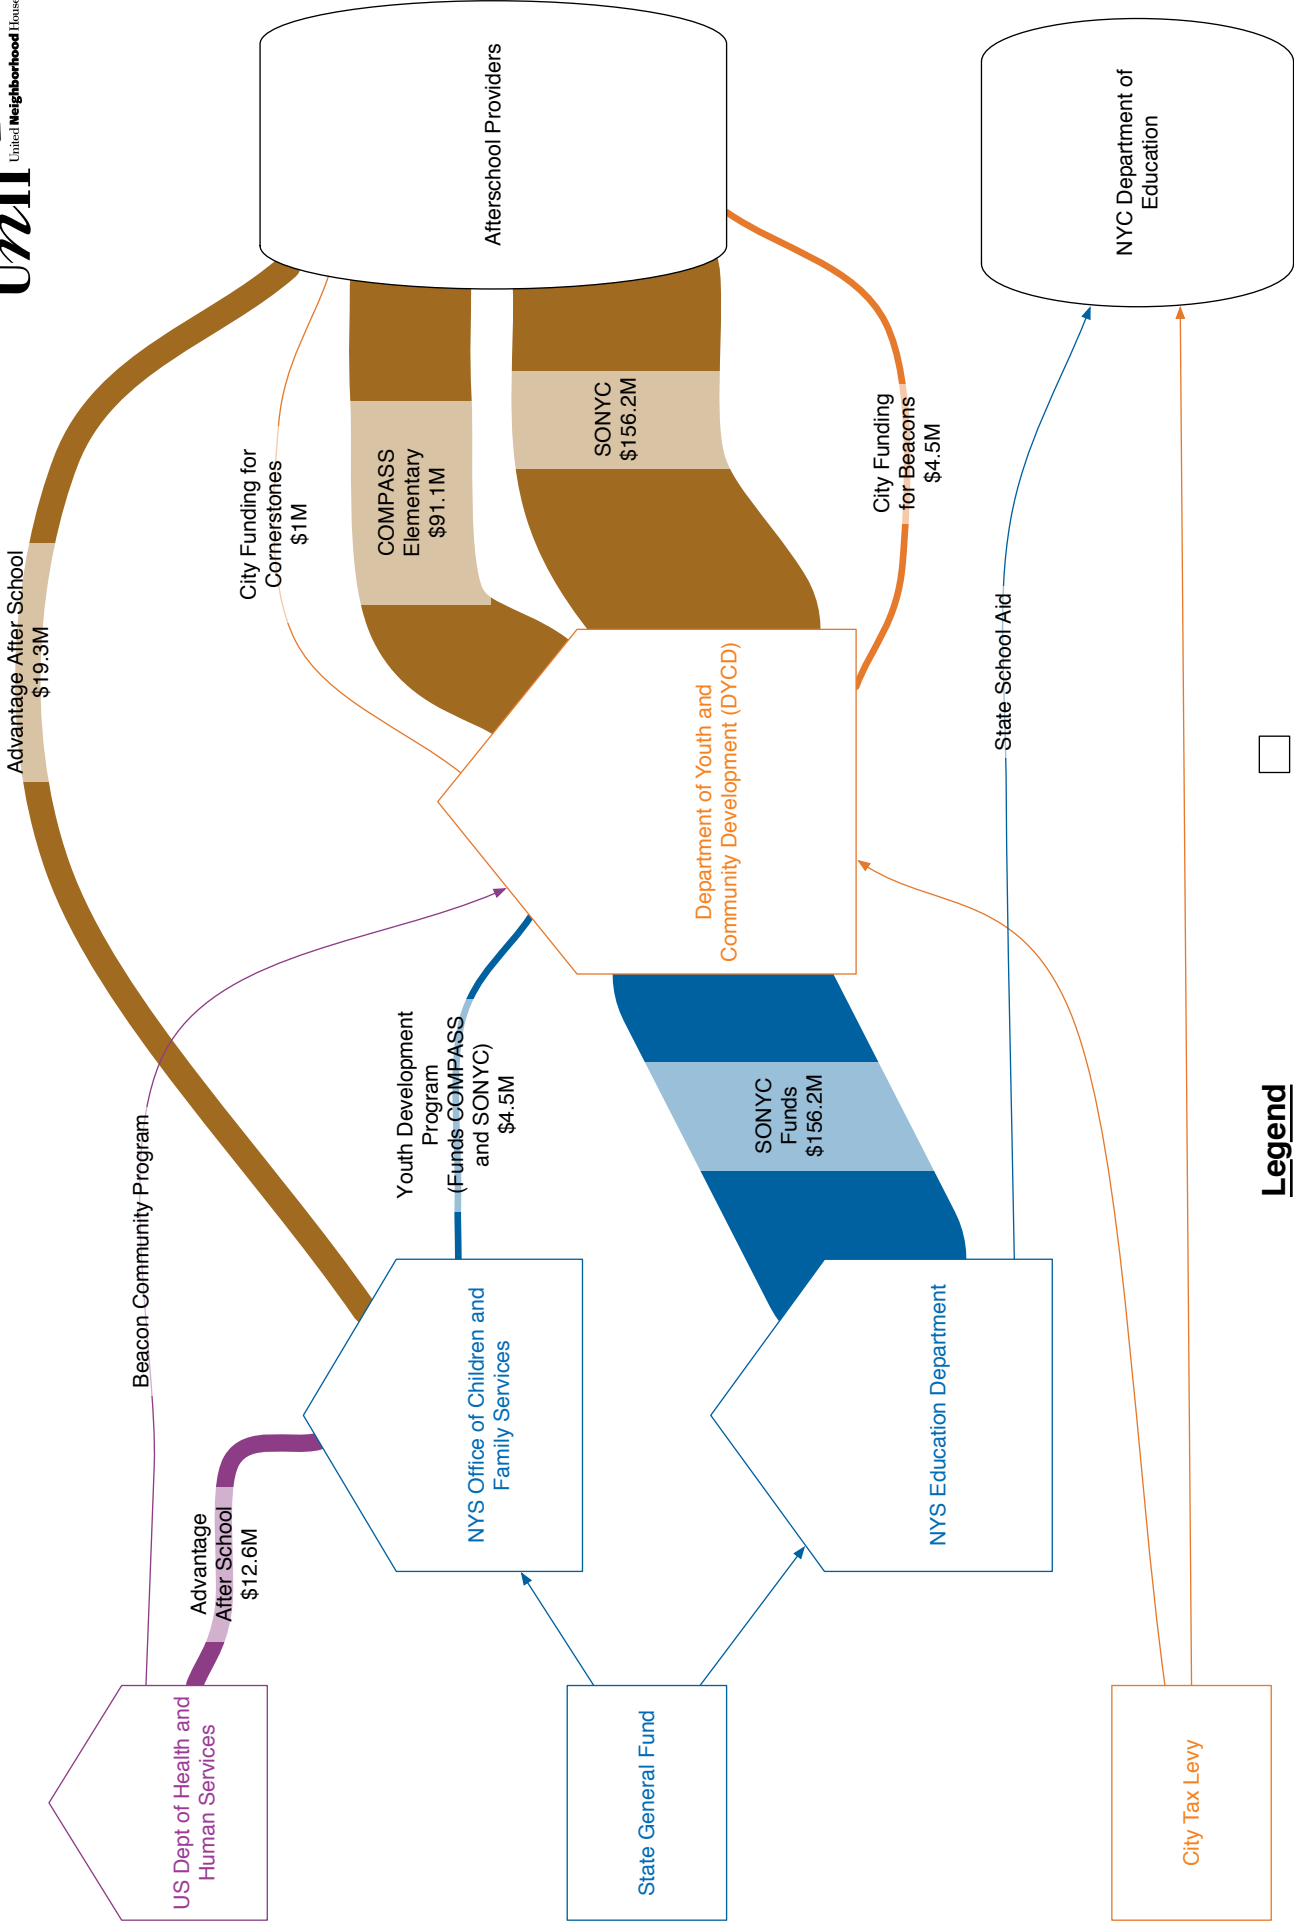 United Neighborhood House
Advantage After School
$19.3M
Beacon Community Program
City Funding for
Cornerstones
$1M
Advantage
After School
$12.6M
US Dept of Health and
Human Services
COMPASS
Elementary
$91.1M
Youth Development
Program
(Funds COMPASS
and SONYC)
$4.5M
NYS Office of Children and
Family Services
Afterschool Providers
SONYC
$156.2M
State General Fund
Department of Youth and
Community Development (DYCD)
SONYC
Funds
$156.2M
City Funding
for Beacons
$4.5M
NYS Education Department
State School Aid
NYC Department of
Education
City Tax Levy
Legend